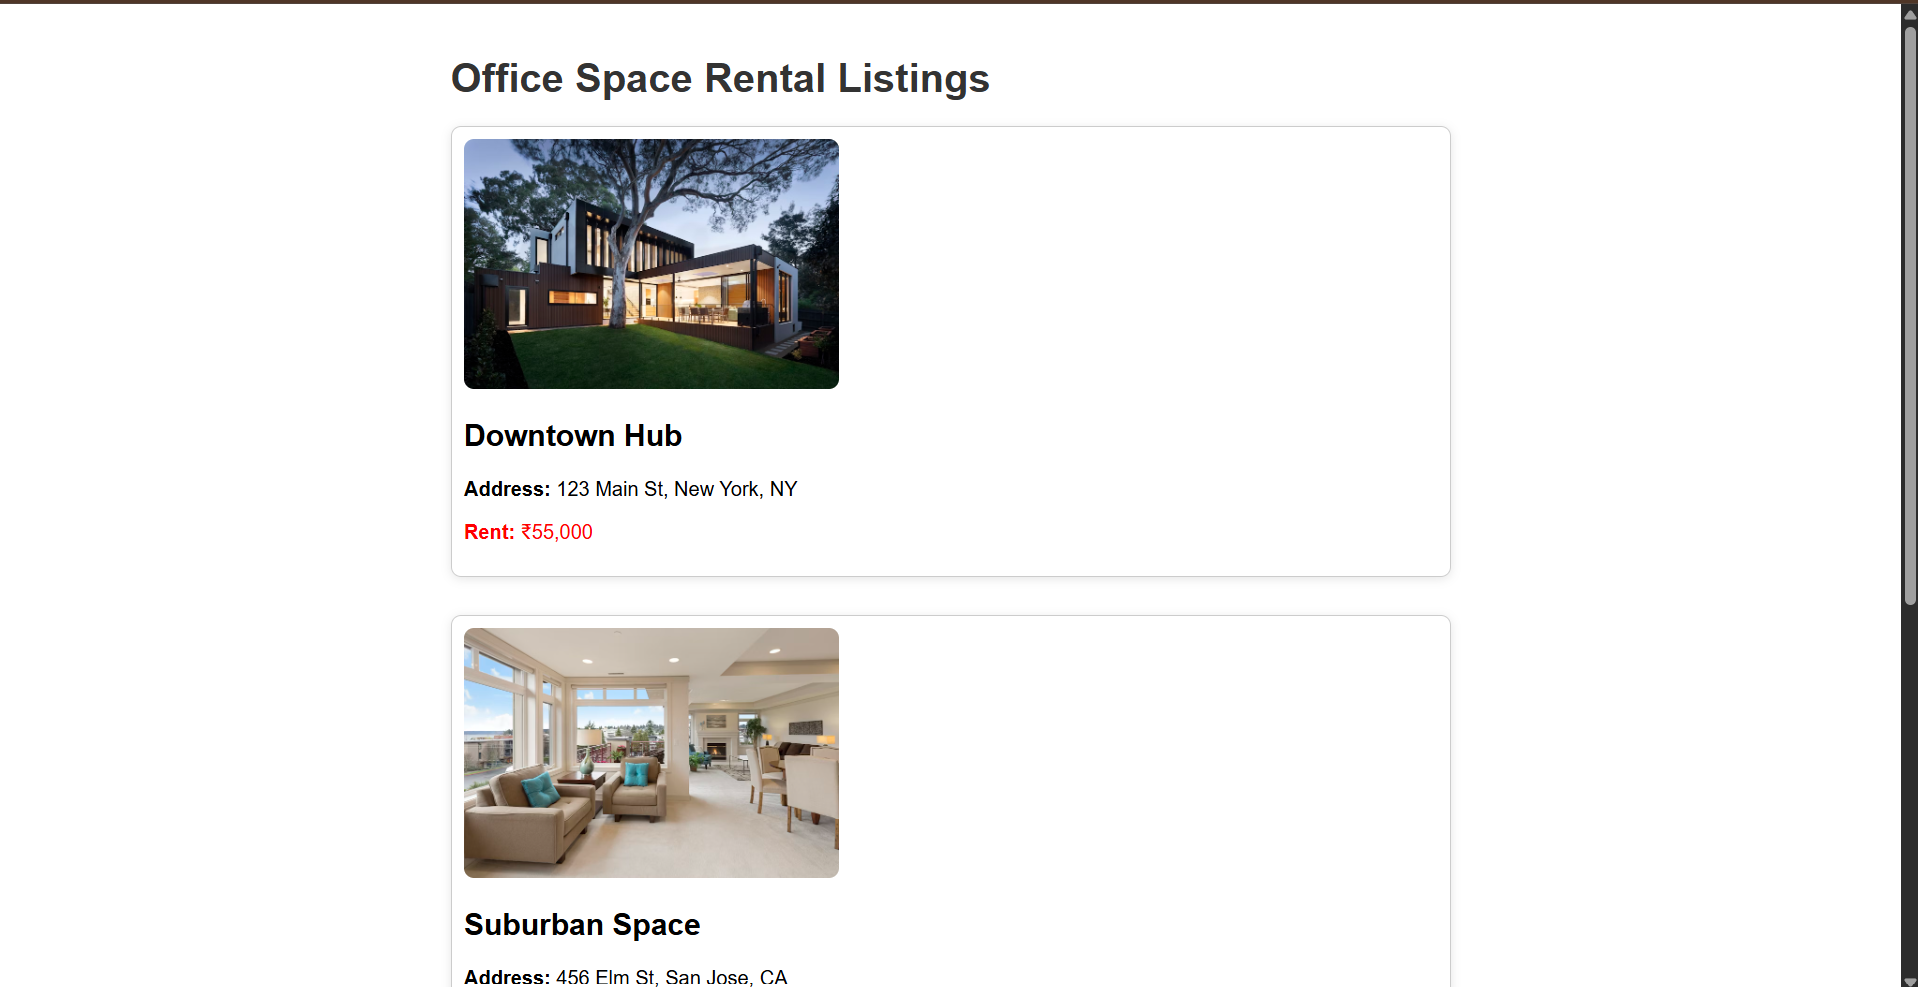 Office Space Rental Listings
Downtown Hub
Address: 123 Main St, New York, NY
Rent: ₹55,000
Suburban Space
Address: 456 Elm St, San Jose, CA